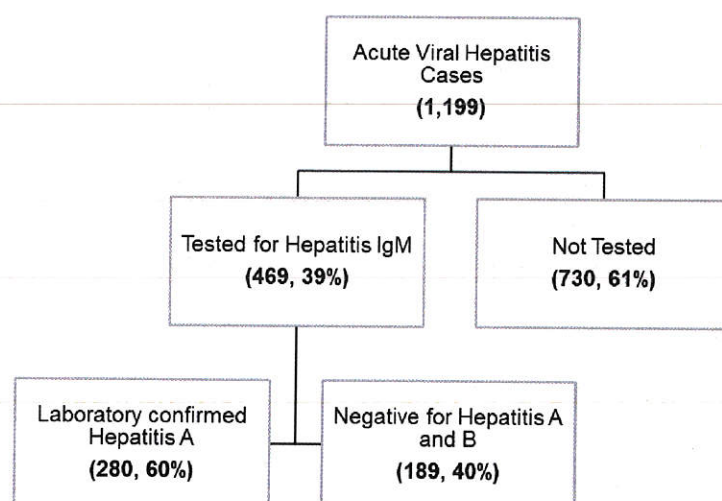 Acute Viral Hepatitis
Cases
(1,199)
Tested for Hepatitis IgM
(469, 39%)
Not Tested
(730, 61%)
Laboratory confirmed
Hepatitis A
(280, 60%)
Negative for Hepatitis A
and B
(189, 40%)